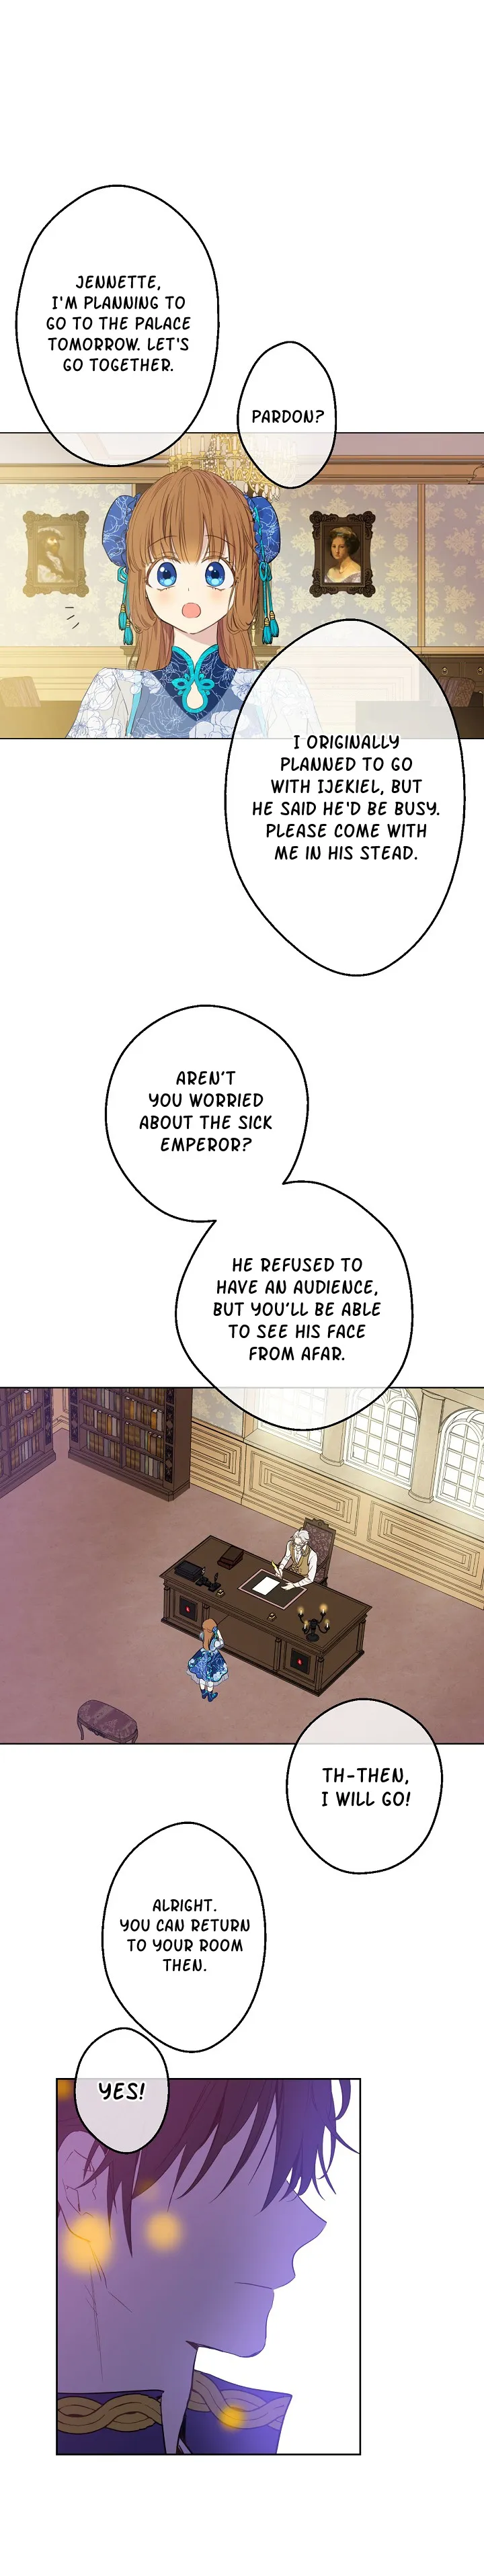 JENNETTE,
I'M PLANNING TO
GO TO THE PALACE
TOMORROW. LET'S
GO TOGETHER.
PARDON?
I ORIGINALLY
PLANNED TO GO
WITH IJEKIEL, BUT
HE SAID HE'D BE BUSY.
PLEASE COME WITH
ME IN HIS STEAD.
AREN'T
YOU WORRIED
ABOUT THE SICK
EMPEROR?
HE REFUSED TO
HAVE AN AUDIENCE,
BUT YOU'LL BE ABLE
TO SEE HIS FACE
FROM AFAR.
TH-THEN,
I WILL GO!
ALRIGHT.
YOU CAN RETURN
TO YOUR ROOM
THEN.
YES!